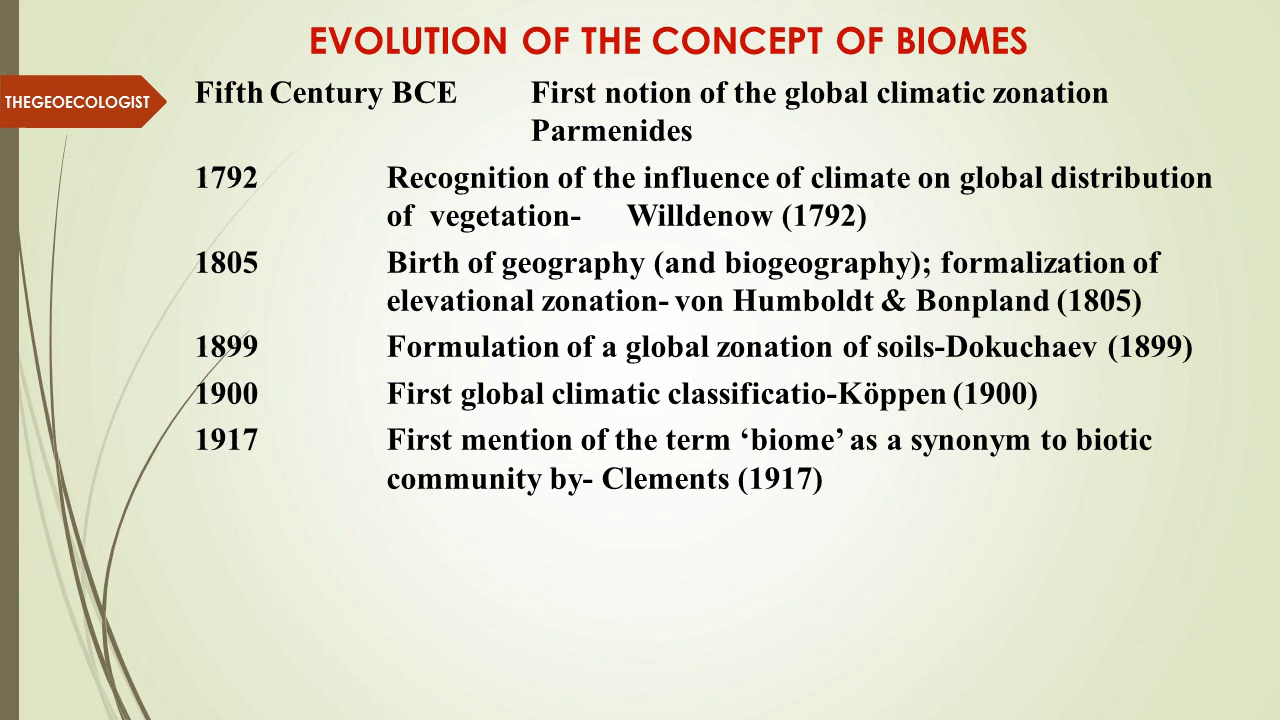 EVOLUTION OF THE CONCEPT OF BIOMES
THEGEOECOLOGIST
Fifth Century BCE First notion of the global climatic zonation
Parmenides
1792 Recognition of the influence of climate on global distribution
of vegetation- Willdenow (1792)
1805 Birth of geography (and biogeography); formalization of
elevational zonation- von Humboldt & Bonpland (1805)
1899 Formulation of a global zonation of soils-Dokuchaev (1899)
1900 First global climatic classificatio-Köppen (1900)
1917 First mention of the term ‘biome’ as a synonym to biotic
community by- Clements (1917)